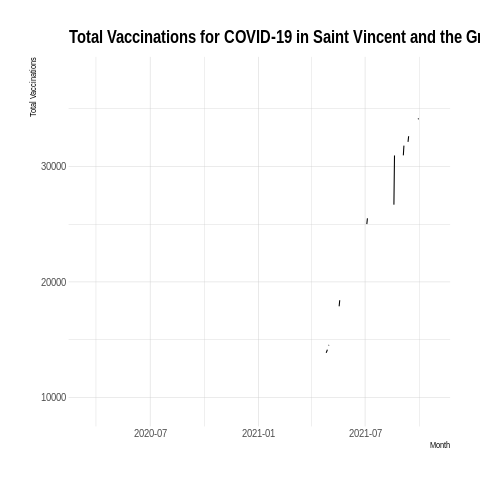 Total Vaccinations for COVID-19 in Saint Vincent and the Gr
Total Vaccinations
30000
20000
10000
2020-07 2021-01 2021-07
Month